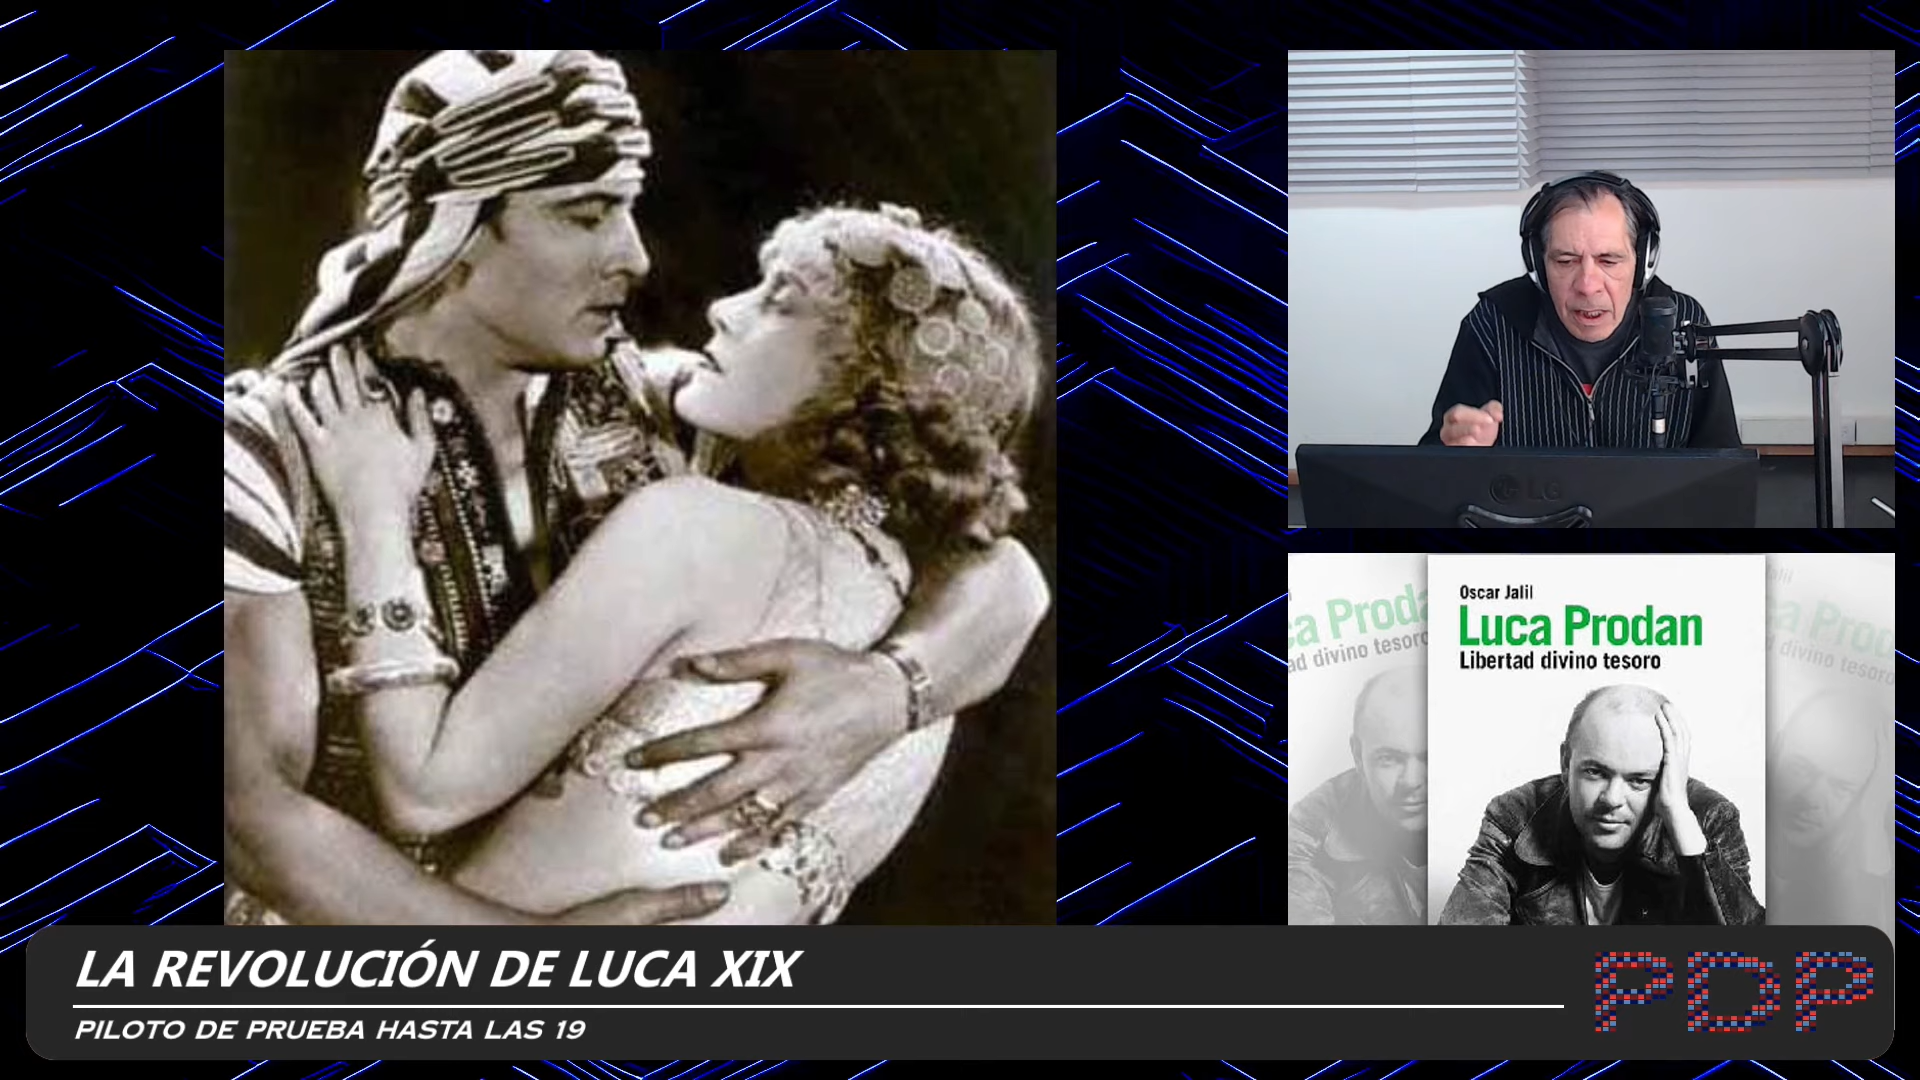 LG
Oscar Jalil
Luca Prodan
Libertad divino tesoro
LA REVOLUCIÓN DE LUCA XIX
PILOTO DE PRUEBA HASTA LAS 19
PDP